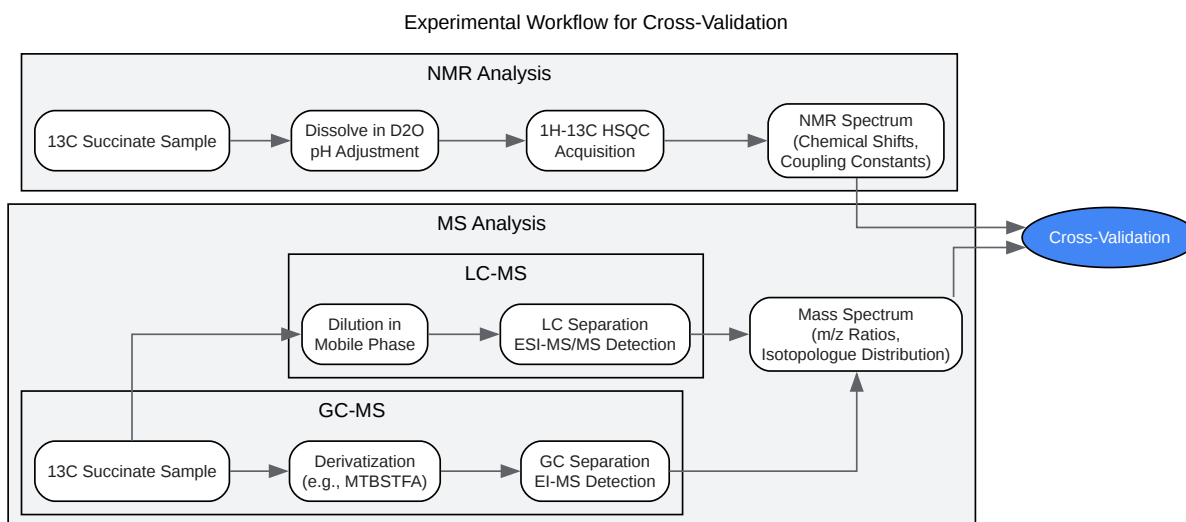 Experimental Workflow for Cross-Validation
NMR Analysis
13C Succinate Sample
Dissolve in D2O
pH Adjustment
1H-13C HSQC
Acquisition
NMR Spectrum
(Chemical Shifts,
Coupling Constants)
Cross-Validation
MS Analysis
LC-MS
Dilution in
Mobile Phase
LC Separation
ESI-MS/MS Detection
Mass Spectrum
(m/z Ratios,
Isotopologue Distribution)
GC-MS
13C Succinate Sample
Derivatization
(e.g., MTBSTFA)
GC Separation
EI-MS Detection